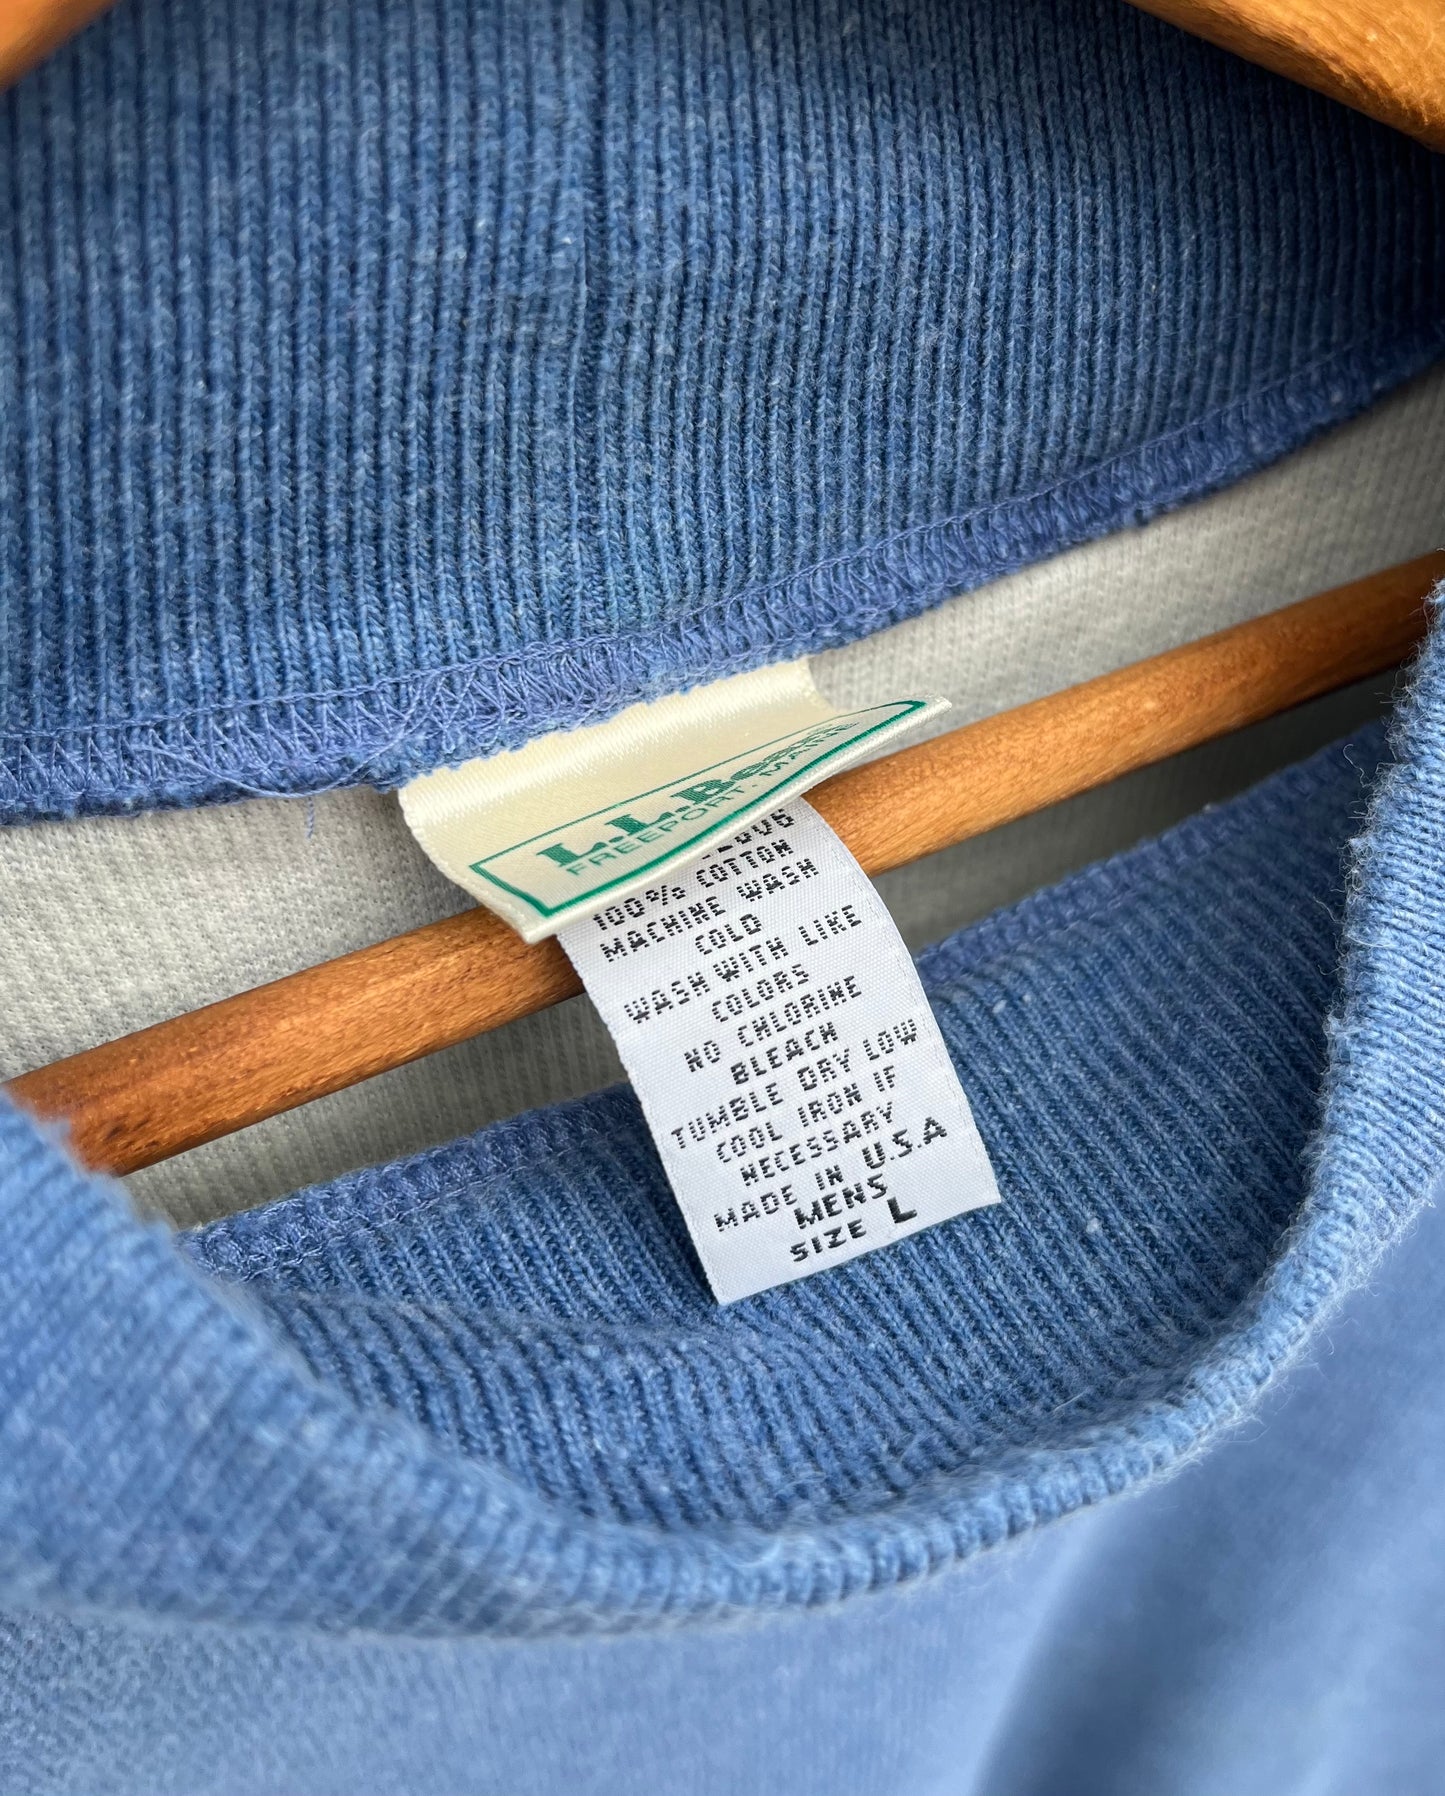 L.L.Bean
FREEPORT, MAINE
100% COTTON
MACHINE WASH
COLD
WASH WITH LIKE
COLORS
NO CHLORINE
BLEACH
TUMBLE DRY LOW
COOL IRON IF
NECESSARY
MADE IN U.S.A
MENS
SIZE L